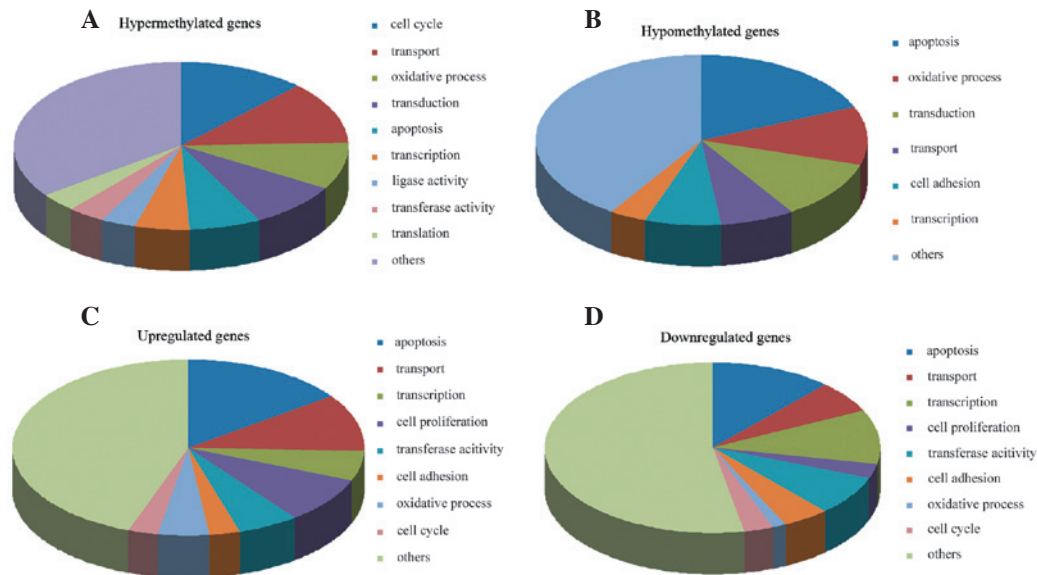 A
Hypermethylated genes
cell cycle
transport
oxidative process
transduction
apoptosis
transcription
ligase activity
transferase activity
translation
others
B
Hypomethylated genes
apoptosis
oxidative process
transduction
transport
cell adhesion
transcription
others
C
Upregulated genes
apoptosis
transport
transcription
cell proliferation
transferase acitivity
cell adhesion
oxidative process
cell cycle
others
D
Downregulated genes
apoptosis
transport
transcription
cell proliferation
transferase acitivity
cell adhesion
oxidative process
cell cycle
others